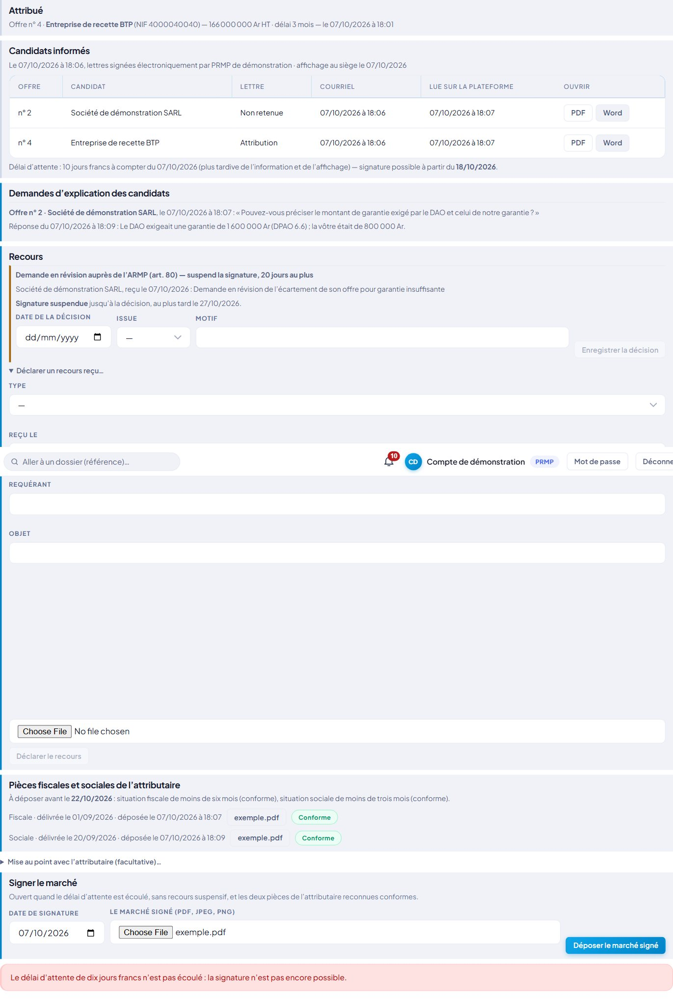 Attribué
Offre n° 4 · Entreprise de recette BTP (NIF 4000040040) — 166 000 000 Ar HT · délai 3 mois — le 07/10/2026 à 18:01
Candidats informés
Le 07/10/2026 à 18:06, lettres signées électroniquement par PRMP de démonstration · affichage au siège le 07/10/2026
OFFRE CANDIDAT LETTRE COURRIEL LUE SUR LA PLATEFORME OUVRIR
n° 2 Société de démonstration SARL Non retenue 07/10/2026 à 18:06 07/10/2026 à 18:07 PDF Word
n° 4 Entreprise de recette BTP Attribution 07/10/2026 à 18:06 07/10/2026 à 18:07 PDF Word
Délai d’attente : 10 jours francs à compter du 07/10/2026 (plus tardive de l’information et de l’affichage) — signature possible à partir du 18/10/2026.
Demandes d’explication des candidats
Offre n° 2 · Société de démonstration SARL, le 07/10/2026 à 18:07 : « Pouvez-vous préciser le montant de garantie exigé par le DAO et celui de notre garantie ? »
Réponse du 07/10/2026 à 18:09 : Le DAO exigeait une garantie de 1 600 000 Ar (DPAO 6.6) ; la vôtre était de 800 000 Ar.
Recours
Demande en révision auprès de l’ARMP (art. 80) — suspend la signature, 20 jours au plus
Société de démonstration SARL, reçu le 07/10/2026 : Demande en révision de l’écartement de son offre pour garantie insuffisante
Signature suspendue jusqu’à la décision, au plus tard le 27/10/2026.
DATE DE LA DÉCISION ISSUE MOTIF
dd/mm/yyyy — Enregistrer la décision
▼ Déclarer un recours reçu…
TYPE
—
REÇU LE
Aller à un dossier (référence)… 10 CD Compte de démonstration PRMP Mot de passe Déconne
REQUÉRANT
OBJET
Choose File No file chosen
Déclarer le recours
Pièces fiscales et sociales de l’attributaire
À déposer avant le 22/10/2026 : situation fiscale de moins de six mois (conforme), situation sociale de moins de trois mois (conforme).
Fiscale · délivrée le 01/09/2026 · déposée le 07/10/2026 à 18:07 exemple.pdf Conforme
Sociale · délivrée le 20/09/2026 · déposée le 07/10/2026 à 18:09 exemple.pdf Conforme
▶ Mise au point avec l’attributaire (facultative)…
Signer le marché
Ouvert quand le délai d’attente est écoulé, sans recours suspensif, et les deux pièces de l’attributaire reconnues conformes.
DATE DE SIGNATURE LE MARCHÉ SIGNÉ (PDF, JPEG, PNG)
07/10/2026 Choose File exemple.pdf Déposer le marché signé
Le délai d’attente de dix jours francs n’est pas écoulé : la signature n’est pas encore possible.